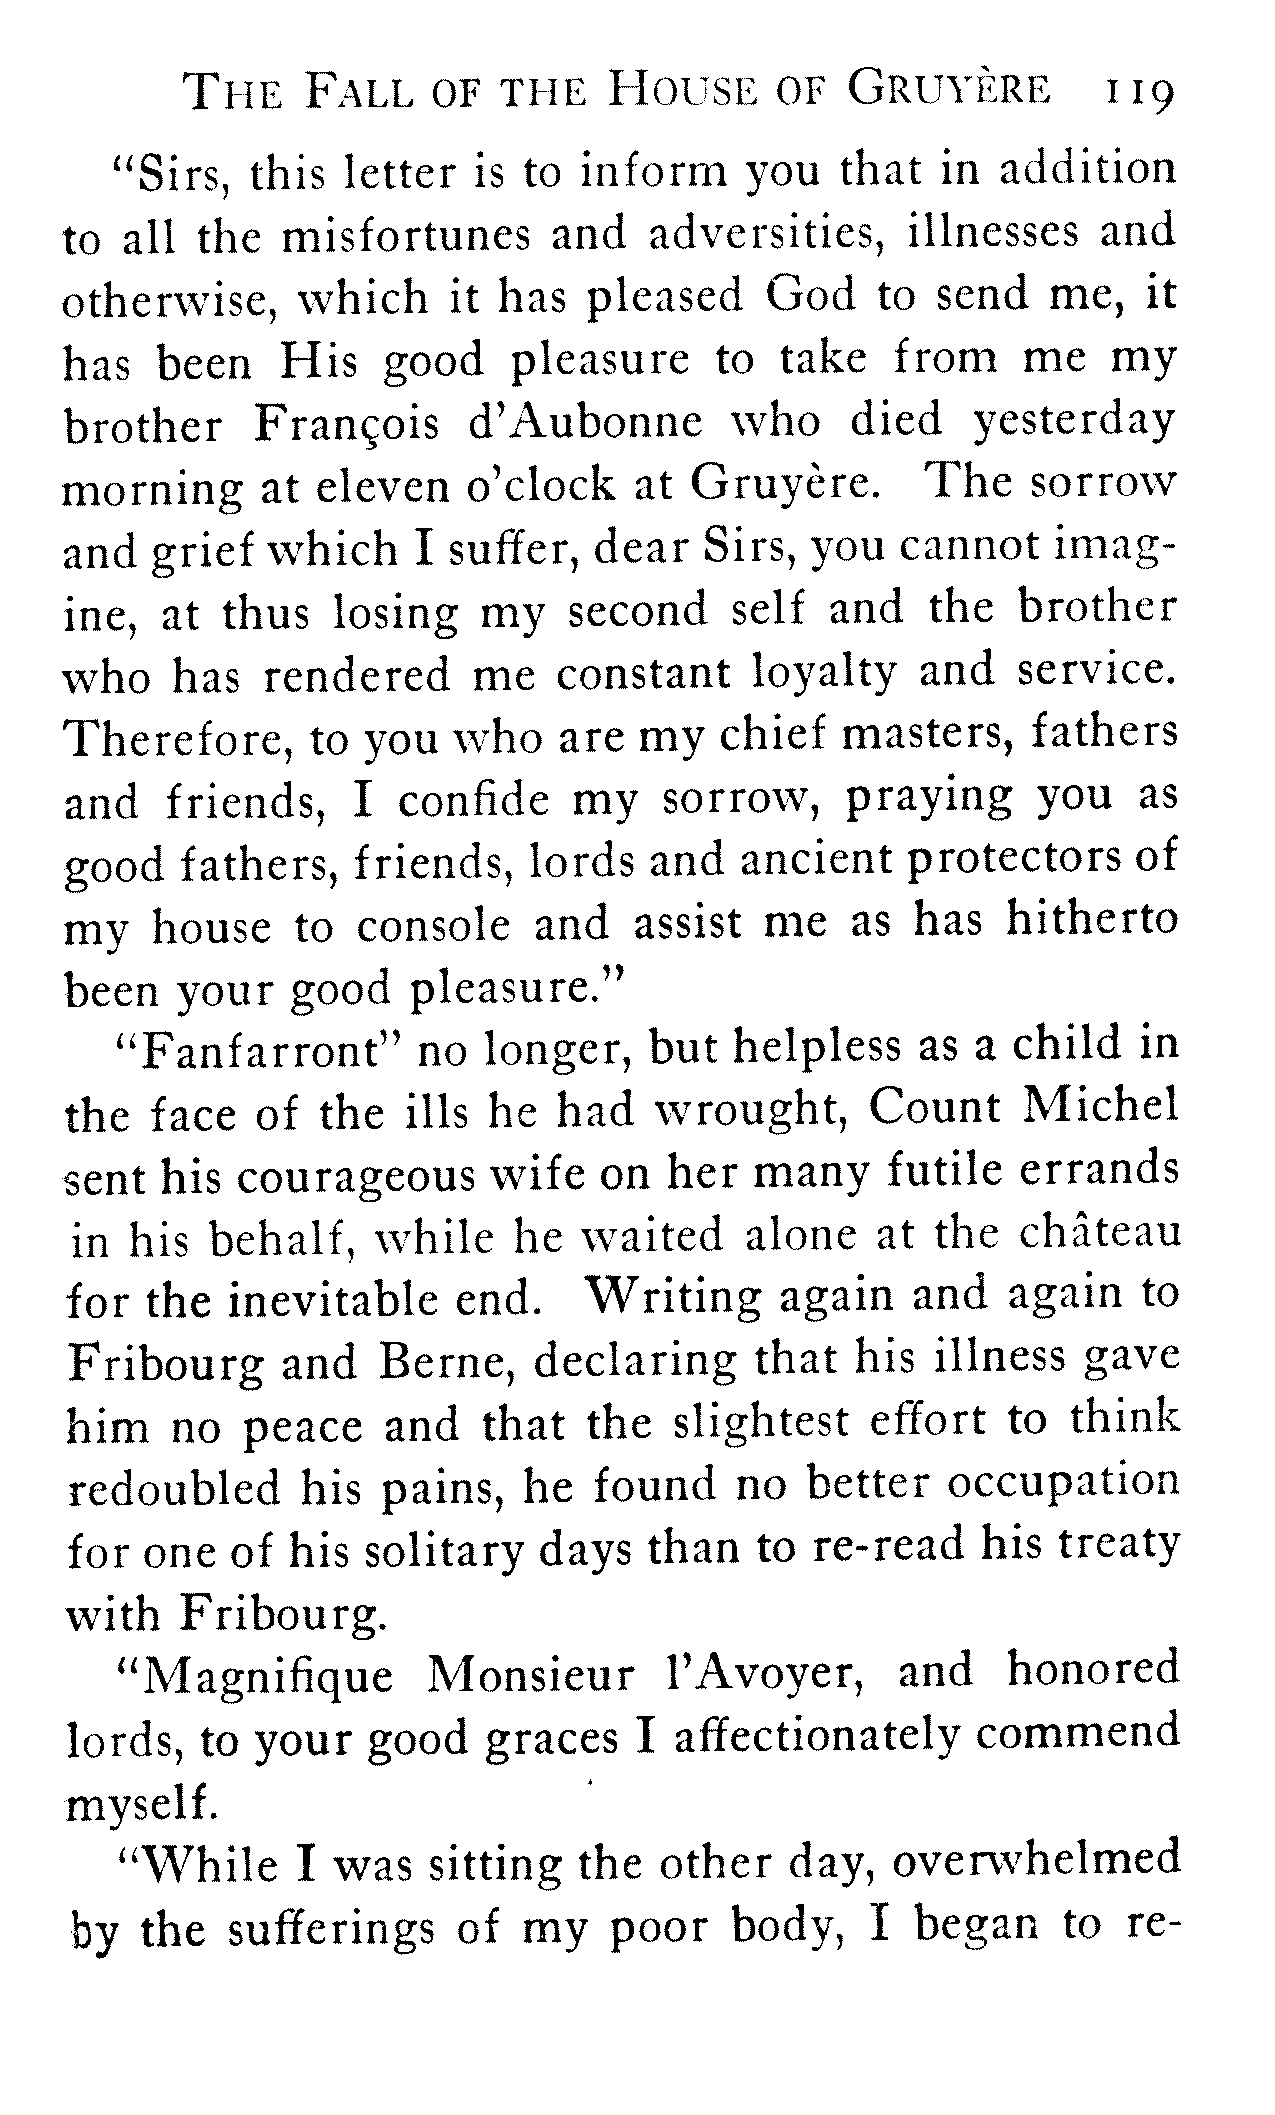 The Fall of the House of Gruyère 119
“Sirs, this letter is to inform you that in addition
to all the misfortunes and adversities, illnesses and
otherwise, which it has pleased God to send me, it
has been His good pleasure to take from me my
brother François d’Aubonne who died yesterday
morning at eleven o’clock at Gruyère. The sorrow
and grief which I suffer, dear Sirs, you cannot imag-
ine, at thus losing my second self and the brother
who has rendered me constant loyalty and service.
Therefore, to you who are my chief masters, fathers
and friends, I confide my sorrow, praying you as
good fathers, friends, lords and ancient protectors of
my house to console and assist me as has hitherto
been your good pleasure.”
“Fanfarront” no longer, but helpless as a child in
the face of the ills he had wrought, Count Michel
sent his courageous wife on her many futile errands
in his behalf, while he waited alone at the château
for the inevitable end. Writing again and again to
Fribourg and Berne, declaring that his illness gave
him no peace and that the slightest effort to think
redoubled his pains, he found no better occupation
for one of his solitary days than to re-read his treaty
with Fribourg.
“Magnifique Monsieur l’Avoyer, and honored
lords, to your good graces I affectionately commend
myself.
“While I was sitting the other day, overwhelmed
by the sufferings of my poor body, I began to re-